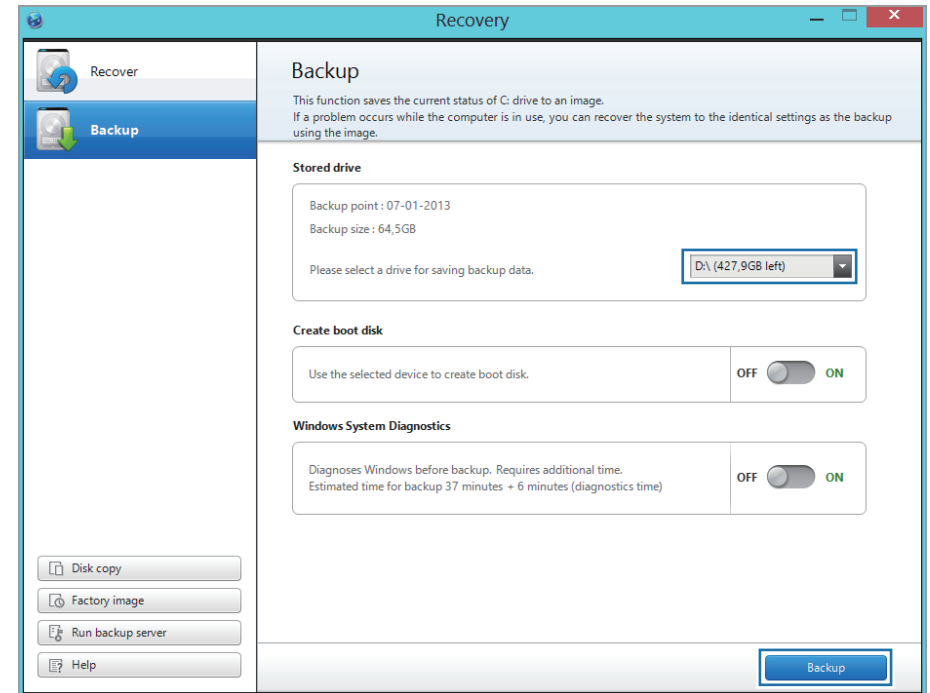 Recovery
Recover
Backup
Backup
This function saves the current status of C: drive to an image.
If a problem occurs while the computer is in use, you can recover the system to the identical settings as the backup
using the image.
Stored drive
Backup point : 07-01-2013
Backup size : 64,5GB
Please select a drive for saving backup data.
D:\ (427,9GB left)
Create boot disk
Use the selected device to create boot disk.
OFF ON
Windows System Diagnostics
Diagnoses Windows before backup. Requires additional time.
Estimated time for backup 37 minutes + 6 minutes (diagnostics time)
OFF ON
Disk copy
Factory image
Run backup server
Help
Backup